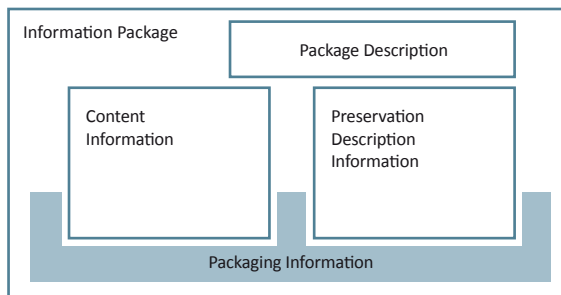 Information Package
Package Description
Content
Information
Preservation
Description
Information
Packaging Information